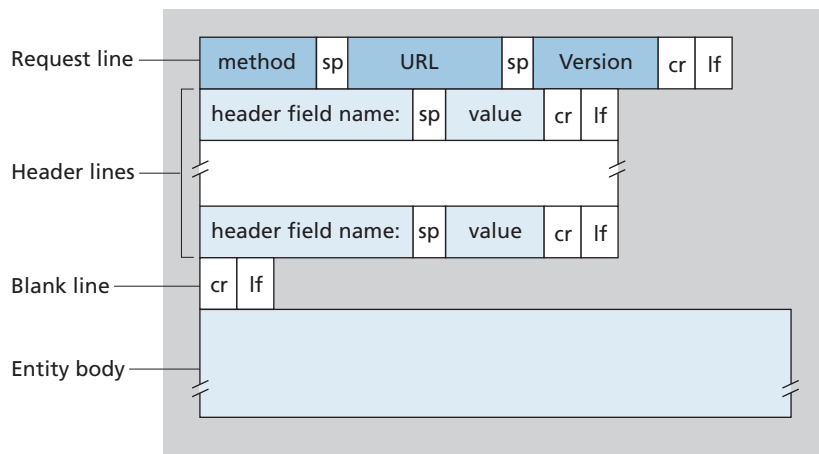 Request line method sp URL sp Version cr lf
header field name: sp value cr lf
Header lines
header field name: sp value cr lf
Blank line cr lf
Entity body